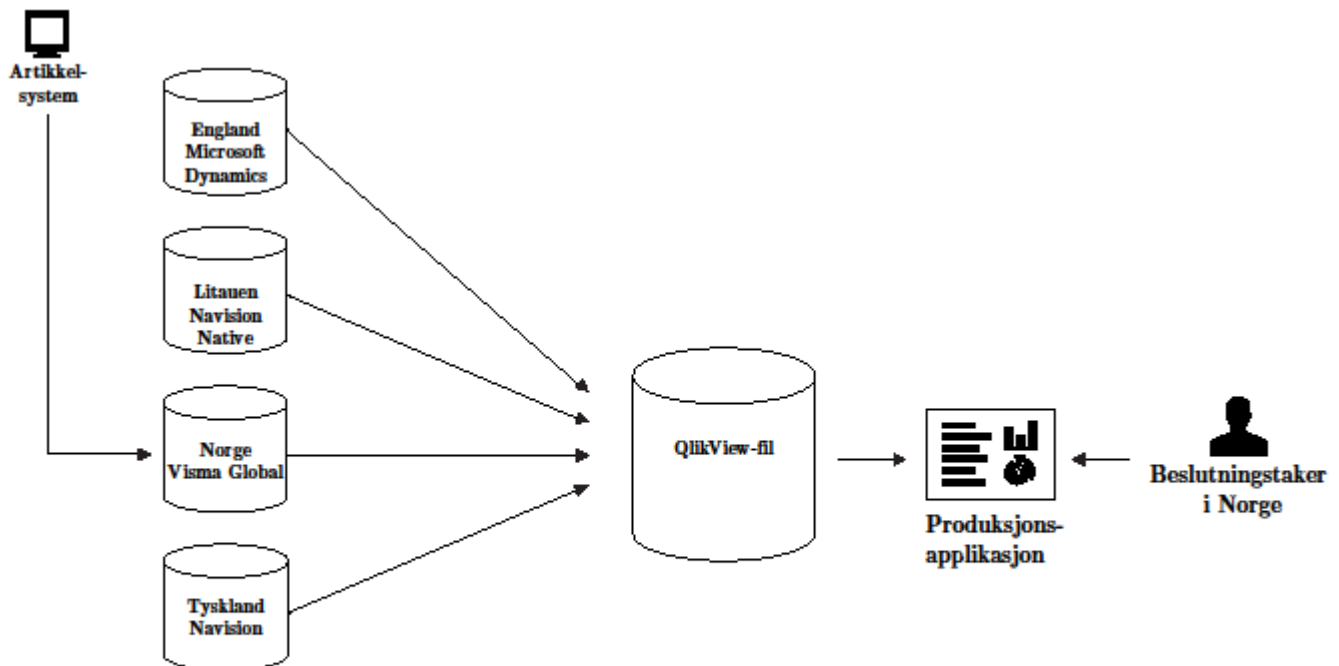 Artikkel-
system
England
Microsoft
Dynamics
Litauen
Navision
Native
Norge
Visma Global
Tyskland
Navision
QlikView-fil
Produksjons-
applikasjon
Beslutningstaker
i Norge